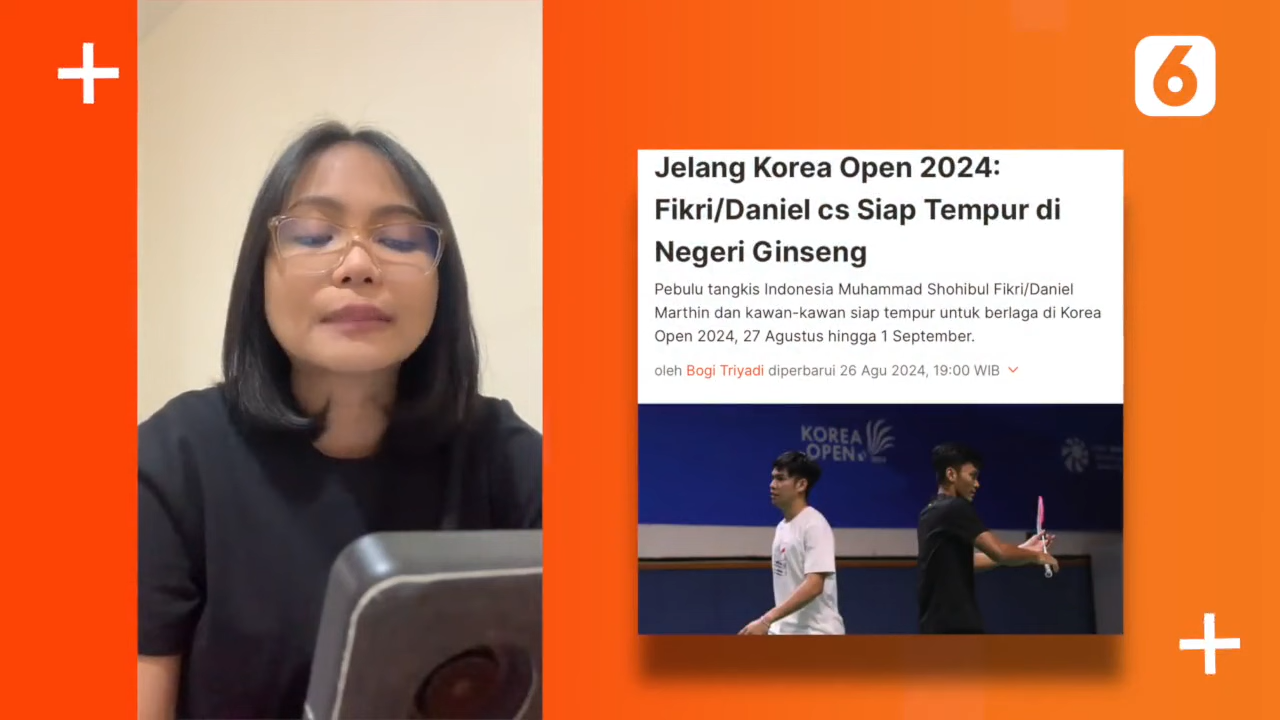 6
Jelang Korea Open 2024:
Fikri/Daniel cs Siap Tempur di
Negeri Ginseng
Pebulu tangkis Indonesia Muhammad Shohibul Fikri/Daniel
Marthin dan kawan-kawan siap tempur untuk berlaga di Korea
Open 2024, 27 Agustus hingga 1 September.
oleh Bogi Triyadi diperbarui 26 Agu 2024, 19:00 WIB
KOREA
OPEN